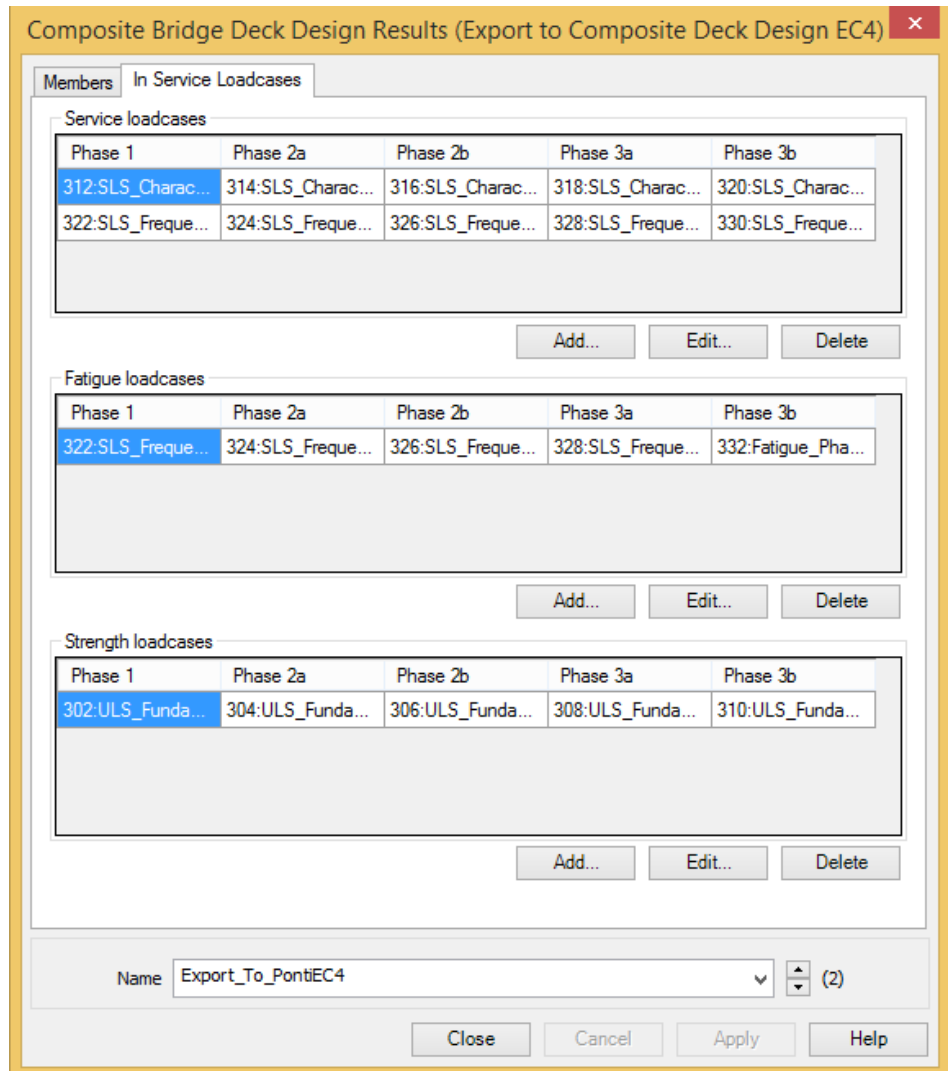 Composite Bridge Deck Design Results (Export to Composite Deck Design EC4)
Members In Service Loadcases
Service loadcases
Phase 1 Phase 2a Phase 2b Phase 3a Phase 3b
312:SLS_Charac... 314:SLS_Charac... 316:SLS_Charac... 318:SLS_Charac... 320:SLS_Charac...
322:SLS_Freque... 324:SLS_Freque... 326:SLS_Freque... 328:SLS_Freque... 330:SLS_Freque...
Add... Edit... Delete
Fatigue loadcases
Phase 1 Phase 2a Phase 2b Phase 3a Phase 3b
322:SLS_Freque... 324:SLS_Freque... 326:SLS_Freque... 328:SLS_Freque... 332:Fatigue_Pha...
Add... Edit... Delete
Strength loadcases
Phase 1 Phase 2a Phase 2b Phase 3a Phase 3b
302:ULS_Funda... 304:ULS_Funda... 306:ULS_Funda... 308:ULS_Funda... 310:ULS_Funda...
Add... Edit... Delete
Name Export_To_PontiEC4 (2)
Close Cancel Apply Help